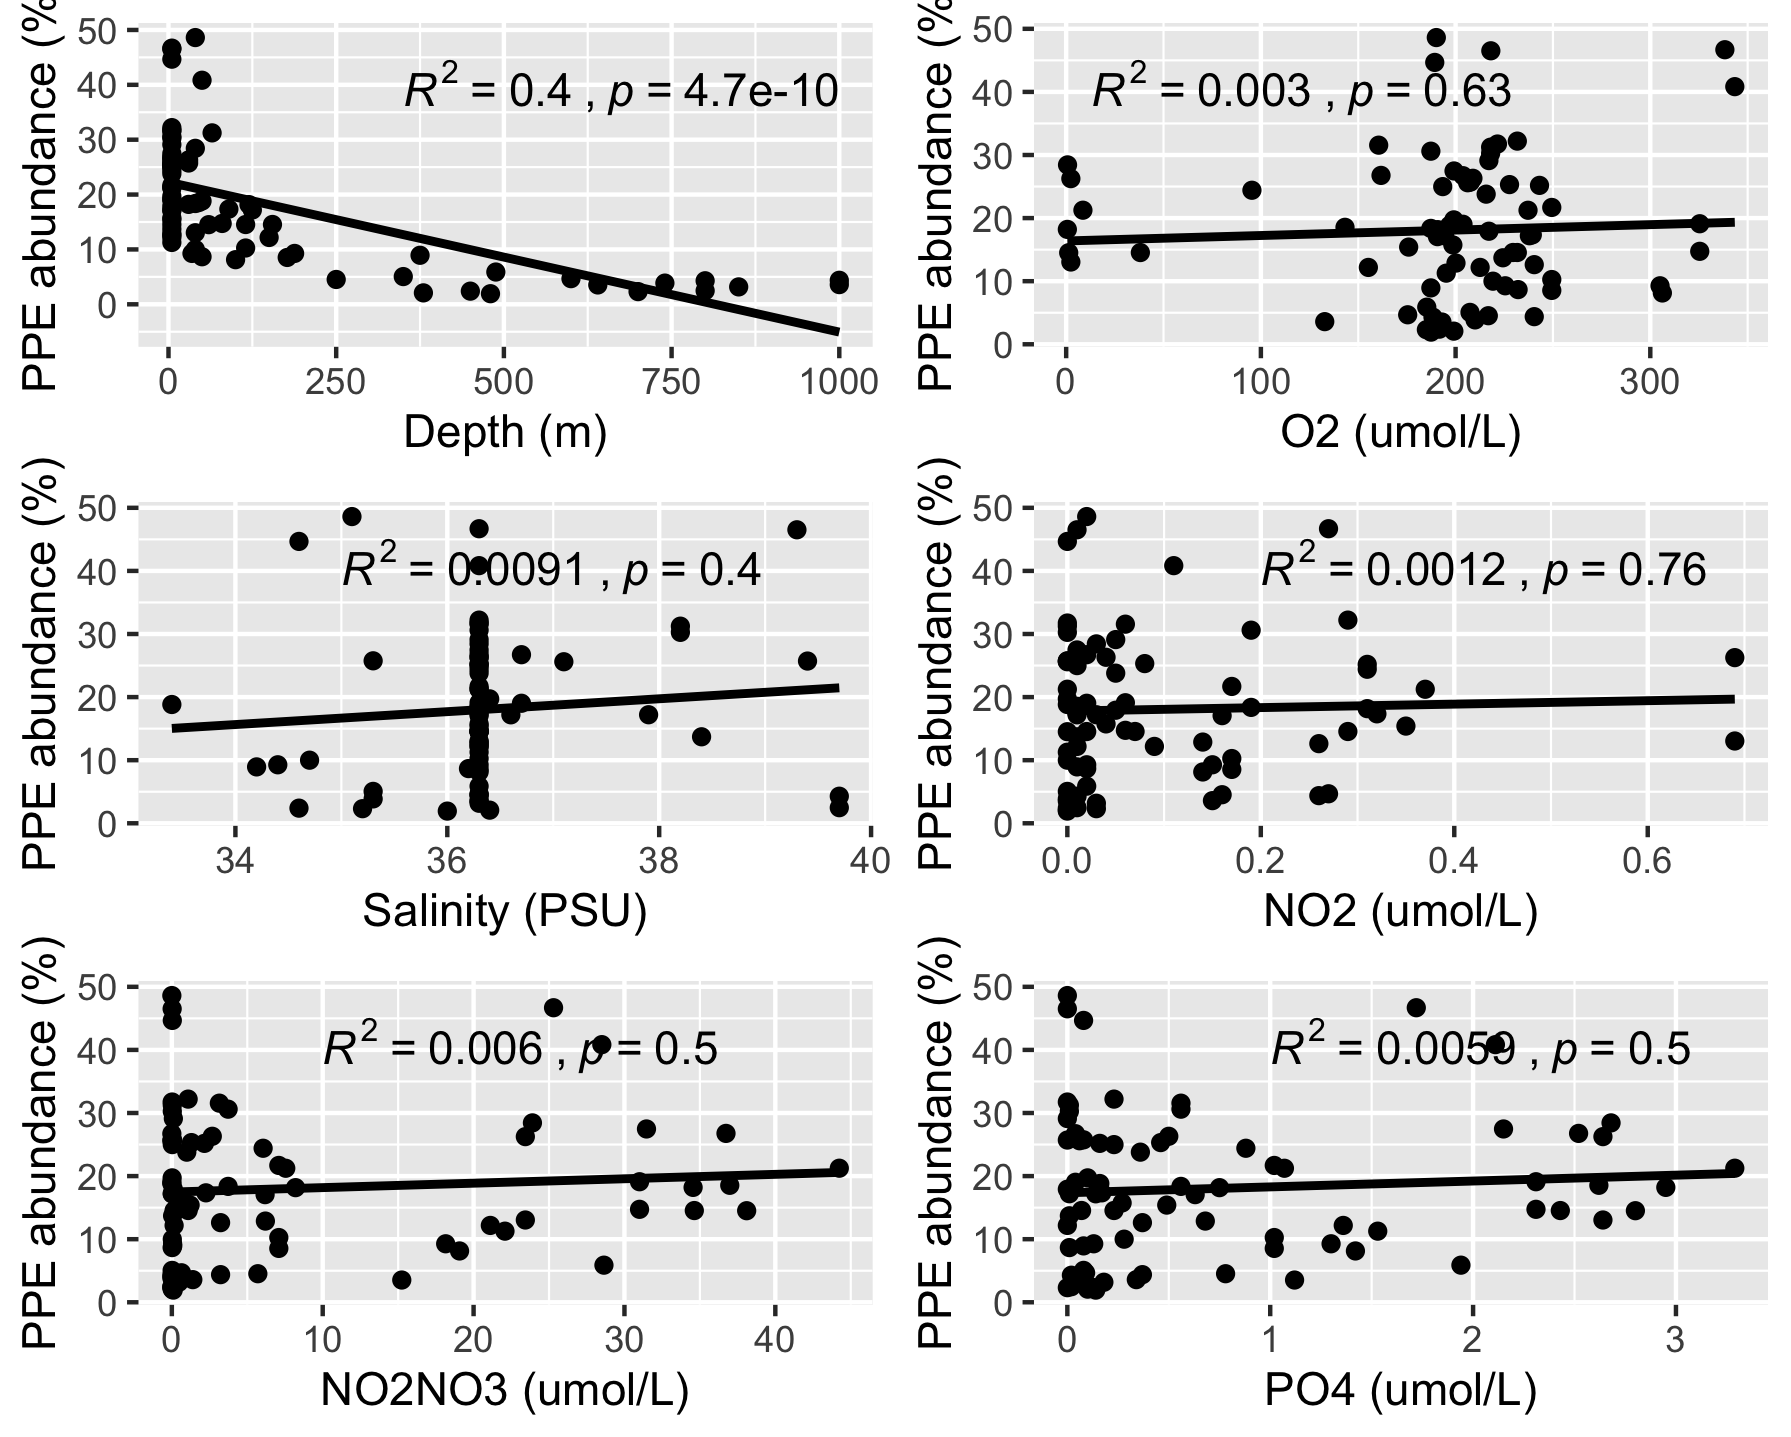 PPE abundance (%
50
40
30
20
10
0
R2 = 0.4 , p = 4.7e-10
0 250 500 750 1000
Depth (m)
PPE abundance (%
50
40
30
20
10
0
R2 = 0.003 , p = 0.63
0 100 200 300
O2 (umol/L)
PPE abundance (%)
50
40
30
20
10
0
R2 = 0.0091 , p = 0.4
34 36 38 40
Salinity (PSU)
PPE abundance (%)
50
40
30
20
10
0
R2 = 0.0012 , p = 0.76
0.0 0.2 0.4 0.6
NO2 (umol/L)
PPE abundance (%)
50
40
30
20
10
0
R2 = 0.006 , p = 0.5
0 10 20 30 40
NO2NO3 (umol/L)
PPE abundance (%)
50
40
30
20
10
0
R2 = 0.0059 , p = 0.5
0 1 2 3
PO4 (umol/L)